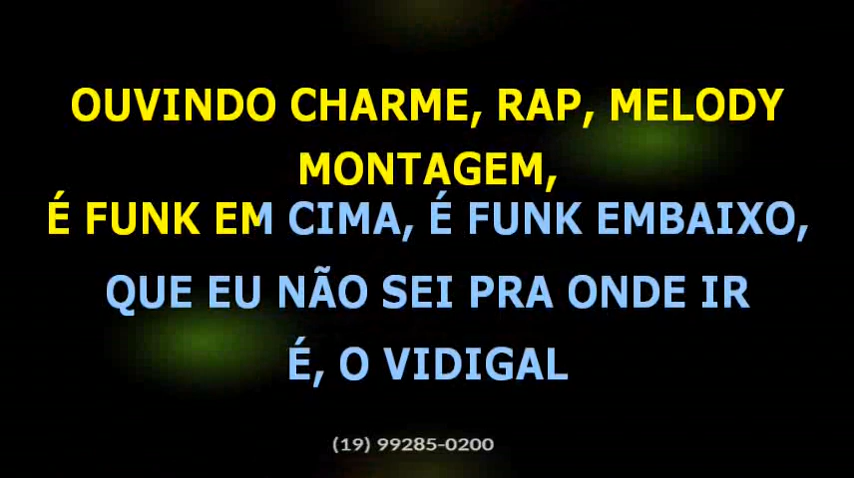 OUVINDO CHARME, RAP, MELODY
MONTAGEM,
É FUNK EM CIMA, É FUNK EMBAIXO,
QUE EU NÃO SEI PRA ONDE IR
É, O VIDIGAL
(19) 99285-0200